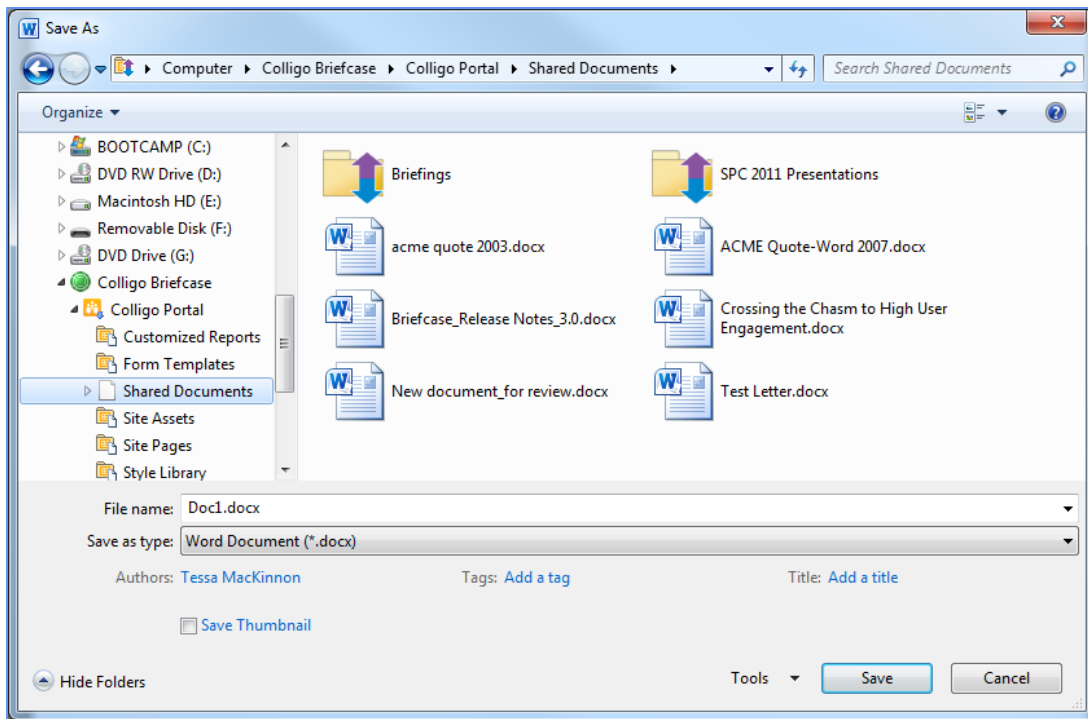 Save As
Computer Colligo Briefcase Colligo Portal Shared Documents
Search Shared Documents
Organize
BOOTCAMP (C:)
DVD RW Drive (D:)
Macintosh HD (E:)
Removable Disk (F:)
DVD Drive (G:)
Colligo Briefcase
Colligo Portal
Customized Reports
Form Templates
Shared Documents
Site Assets
Site Pages
Style Library
Briefings
SPC 2011 Presentations
acme quote 2003.docx
ACME Quote-Word 2007.docx
Briefcase_Release Notes_3.0.docx
Crossing the Chasm to High User
Engagement.docx
New document_for review.docx
Test Letter.docx
File name: Doc1.docx
Save as type: Word Document (*.docx)
Authors: Tessa MacKinnon Tags: Add a tag Title: Add a title
Save Thumbnail
Hide Folders Tools Save Cancel